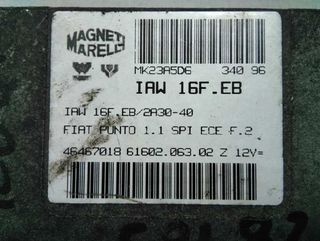 MAGNETI
MARELLI
MK23A5D6 340 96
IAW 16F.EB
IAW 16F.EB/2A30-40
FIAT PUNTO 1.1 SPI ECE F.2
46467018 61602.063.02 Z 12V=